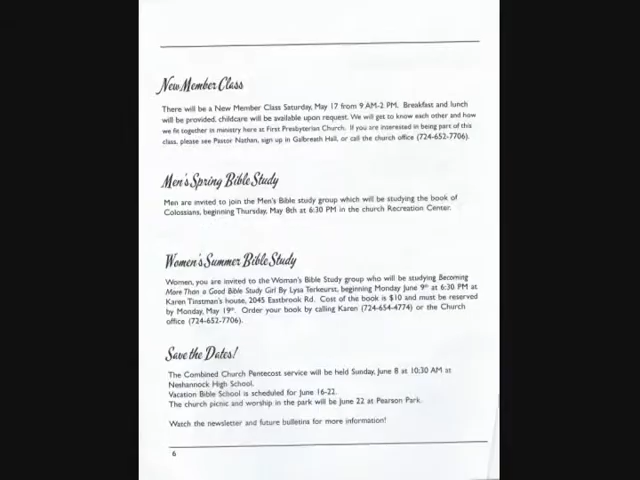 New Member Class
There will be a New Member Class Saturday, May 17 from 9 AM-2 PM. Breakfast and lunch
will be provided, childcare will be available upon request. We will get to know each other and how
we fit together in ministry here at First Presbyterian Church. If you are interested in being part of this
class, please see Pastor Nathan, sign up in Galbreath Hall, or call the church office (724-652-7706).
Men's Spring Bible Study
Men are invited to join the Men's Bible study group which will be studying the book of
Colossians, beginning Thursday, May 8th at 6:30 PM in the church Recreation Center.
Women's Summer Bible Study
Women, you are invited to the Woman's Bible Study group who will be studying Becoming
More Than a Good Bible Study Girl By Lysa Terkeurst, beginning Monday June 9th at 6:30 PM at
Karen Tinstman's house, 2045 Eastbrook Rd. Cost of the book is $10 and must be reserved
by Monday, May 19th. Order your book by calling Karen (724-654-4774) or the Church
office (724-652-7706).
Save the Dates!
The Combined Church Pentecost service will be held Sunday, June 8 at 10:30 AM at
Neshannock High School.
Vacation Bible School is scheduled for June 16-22.
The church picnic and worship in the park will be June 22 at Pearson Park.
Watch the newsletter and future bulletins for more information!
6